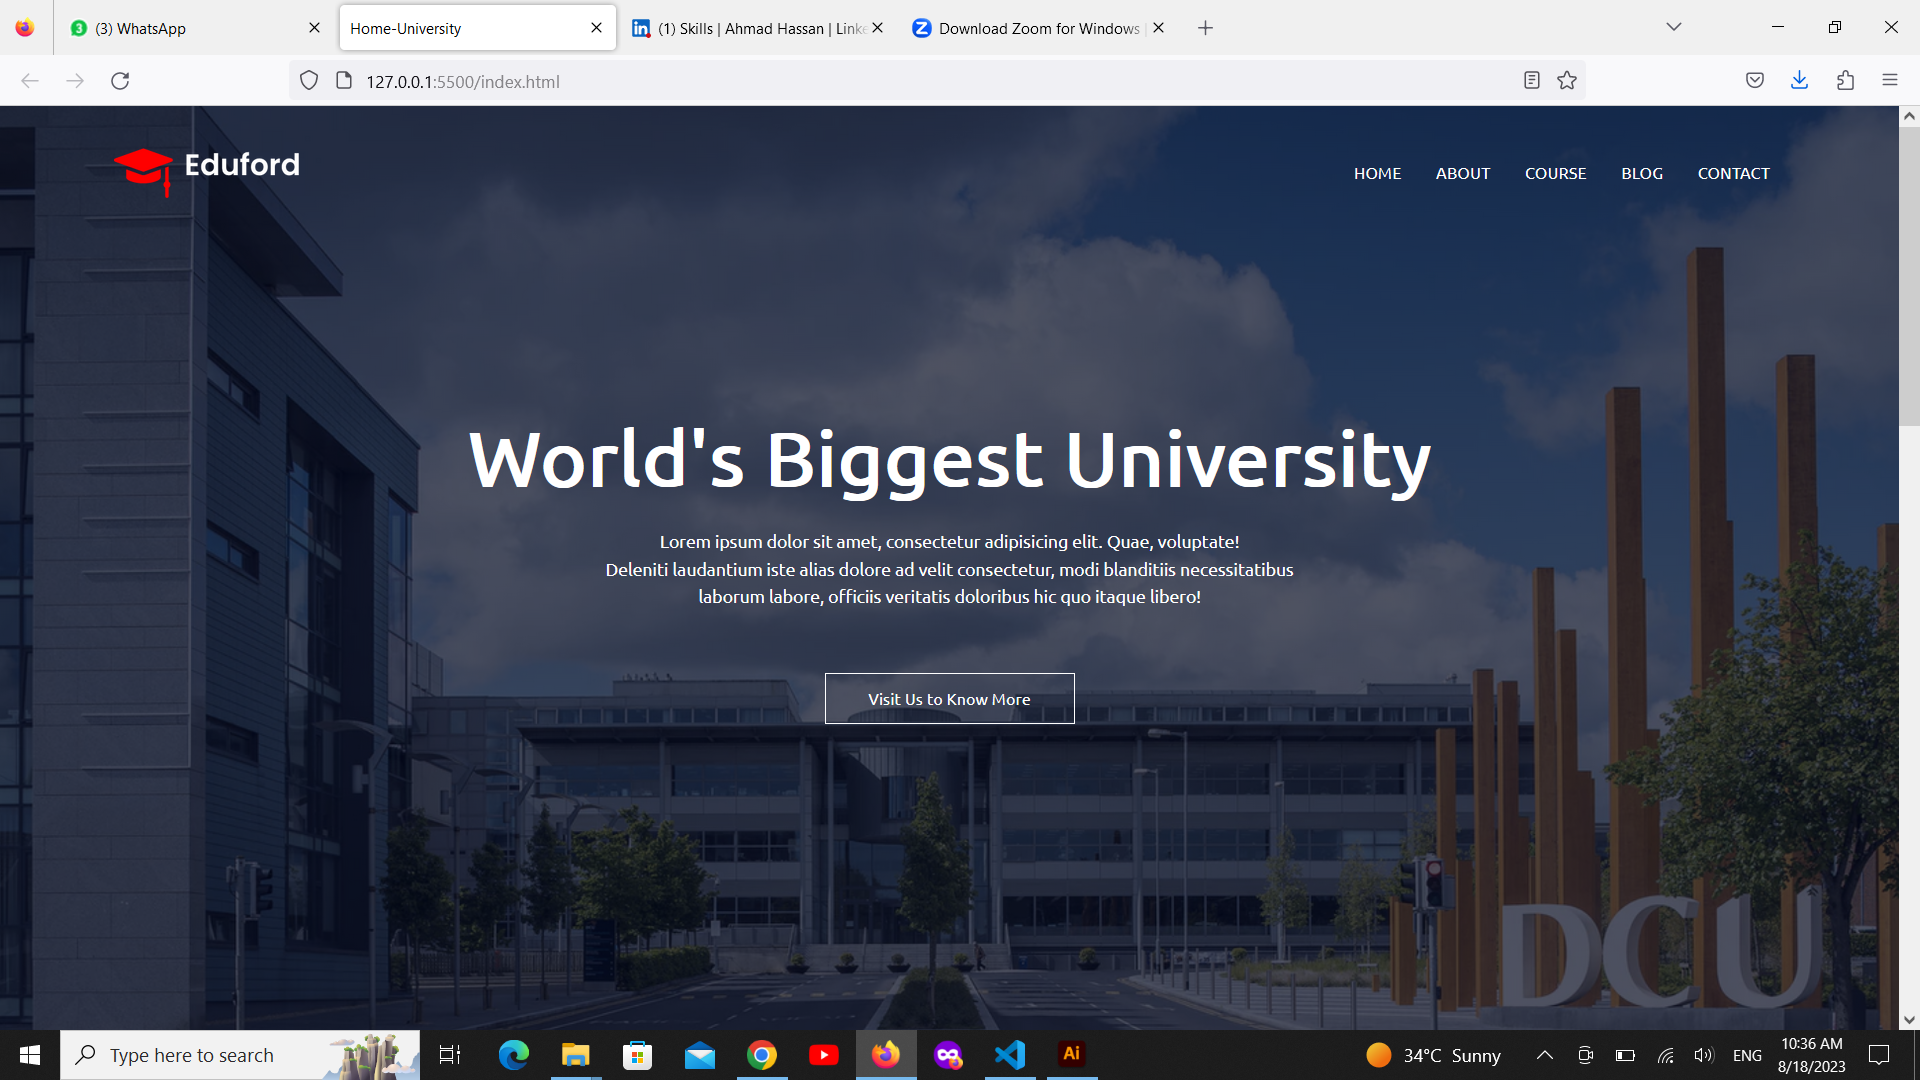 3
(3) WhatsApp
Home-University
in
(1) Skills | Ahmad Hassan | Linke
Download Zoom for Windows |
127.0.0.1:5500/index.html
Eduford
HOME ABOUT COURSE BLOG CONTACT
World's Biggest University
Lorem ipsum dolor sit amet, consectetur adipisicing elit. Quae, voluptate!
Deleniti laudantium iste alias dolore ad velit consectetur, modi blanditiis necessitatibus
laborum labore, officiis veritatis doloribus hic quo itaque libero!
Visit Us to Know More
DCU
Type here to search
Ai
34°C Sunny
ENG
10:36 AM
8/18/2023